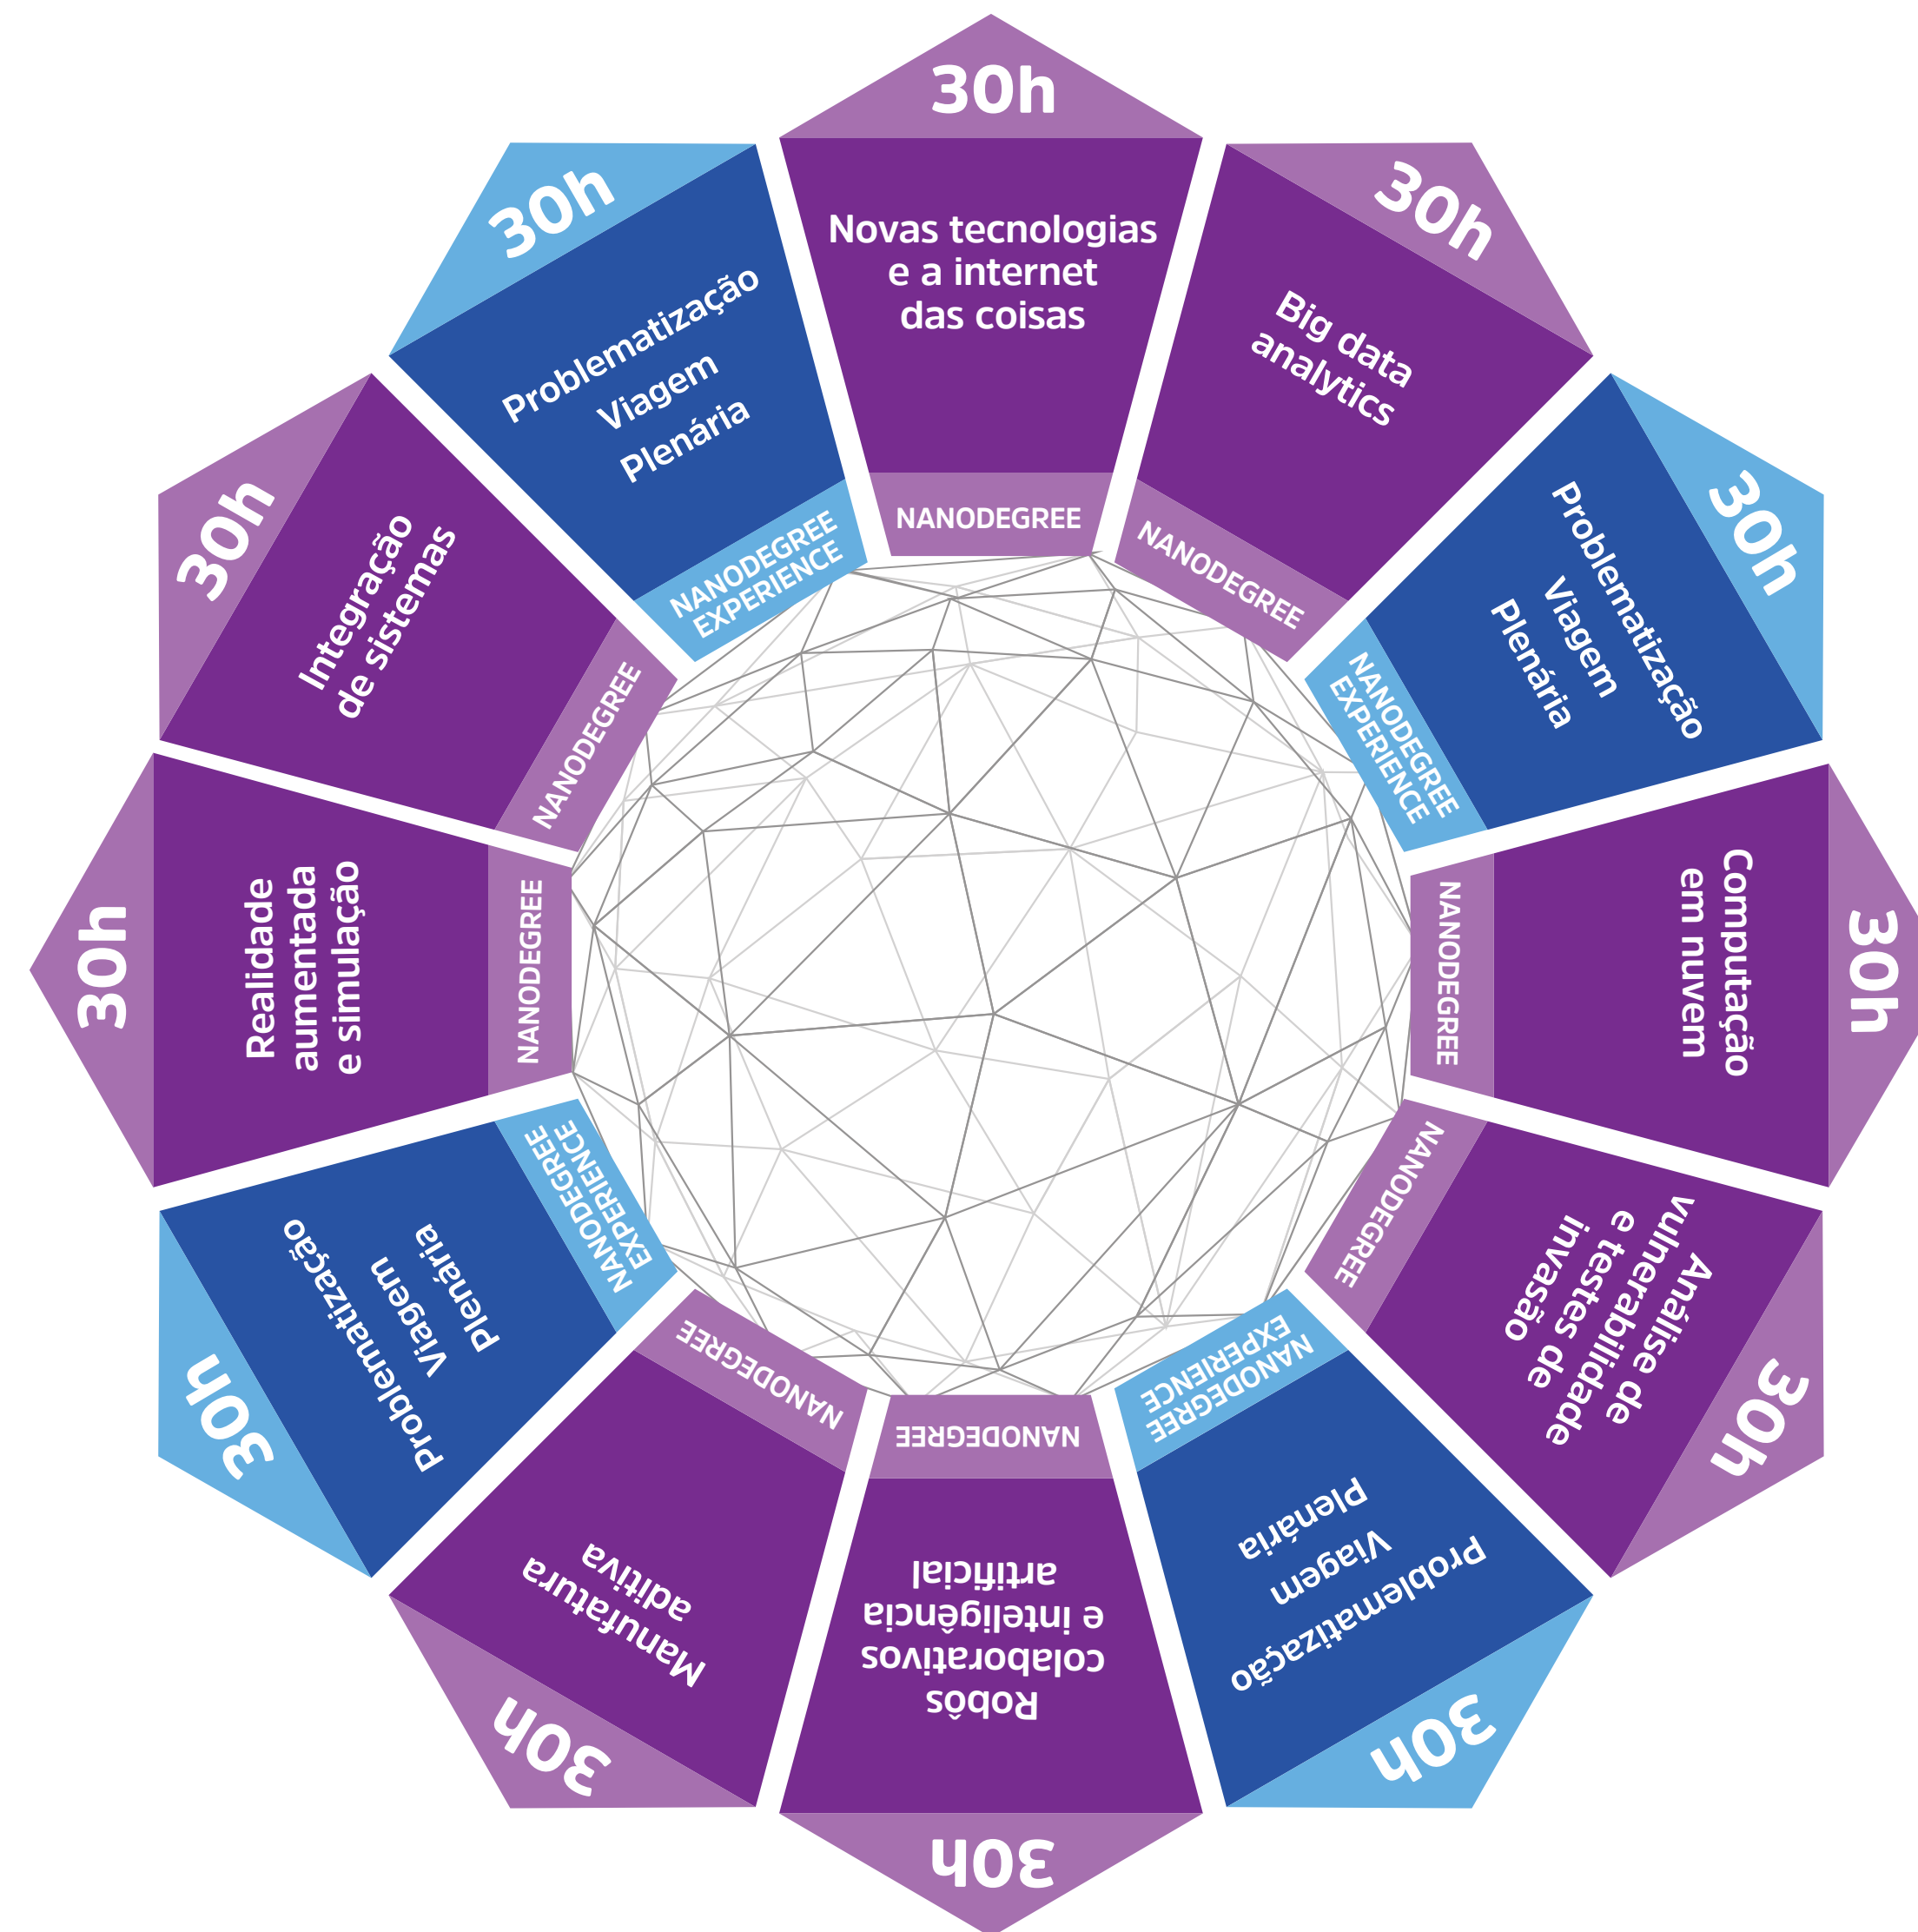 30h
Novas tecnologias
e a internet
das coisas
NANODEGREE
30h
Big data
analytics
NANODEGREE
30h
Problematização
Viagem
Plenária
NANODEGREE
EXPERIENCE
30h
Computação
em nuvem
NANODEGREE
30h
Análise de
vulnerabilidade
e testes de
invasão
NANODEGREE
30h
Problematização
Viagem
Plenária
NANODEGREE
EXPERIENCE
30h
Robôs
colaborativos
e inteligência
artificial
NANODEGREE
30h
Manufatura
aditiva
NANODEGREE
30h
Problematização
Viagem
Plenária
NANODEGREE
EXPERIENCE
30h
Realidade
aumentada
e simulação
NANODEGREE
30h
Integração
de sistemas
NANODEGREE
30h
Problematização
Viagem
Plenária
NANODEGREE
EXPERIENCE